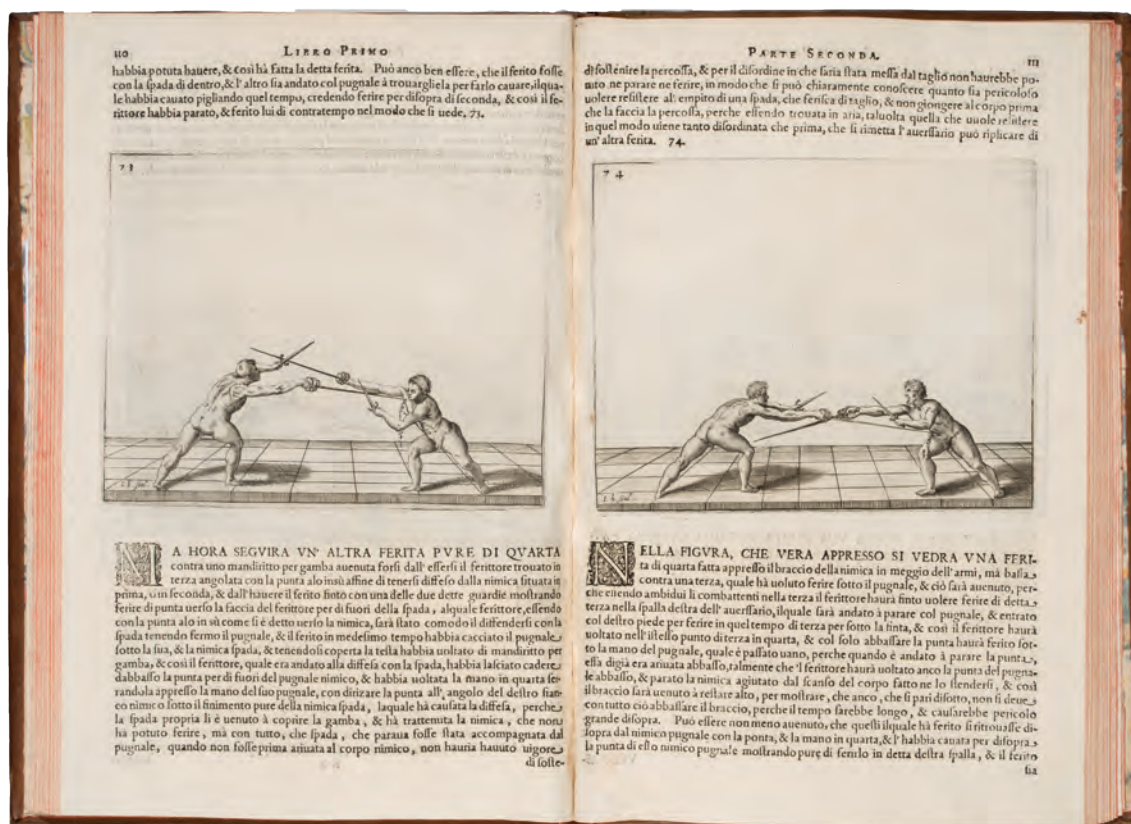 110
LIBRO PRIMO
habbia potuta hauere, & così hà fatta la detta ferita. Può anco ben eſſere, che il ferito foſſe
con la ſpada di dentro, & l' altro ſia andato col pugnale à trouargliela per farlo cauare, ilqua-
le habbia cauato pigliando quel tempo, credendo ferire per diſopra di ſeconda, & così il fe-
rittore habbia parato, & ferito lui di contratempo nel modo che ſi uede. 73.
73
MA HORA SEGVIRA VN' ALTRA FERITA PVRE DI QVARTA
contra uno mandiritto per gamba auenuta forſi dall' eſſerſi il ferittore trouato in
terza angolata con la punta alo insù affine di tenerſi diffeſo dalla nimica ſituata in
prima, ò in ſeconda, & dall'hauere il ferito finto con una delle due dette guardie moſtrando
ferire di punta uerſo la faccia del ferittore per di fuori della ſpada, alquale ferittore, eſſendo
con la punta alo in sù come ſi è detto uerſo la nimica, ſarà ſtato comodo il diffenderſi con la
ſpada tenendo fermo il pugnale, & il ferito in medeſimo tempo habbia cacciato il pugnale
ſotto la ſua, & la nimica ſpada, & tenendoſi coperta la teſta habbia uoltato di mandiritto per
gamba, & così il ferittore, quale era andato alla diffeſa con la ſpada, habbia laſciato cadere
dabbaſſo la punta per di fuori del pugnale nimico, & habbia uoltata la mano in quarta fer-
randola appreſſo la mano del ſuo pugnale, con dirizare la punta all' angolo del deſtro fian-
co nimico ſotto il finimento pure della nimica ſpada, laquale hà cauſata la diffeſa, perche
la ſpada propria li è uenuto à coprire la gamba, & hà trattenuta la nimica, che non
hà potuto ferire, mà con tutto, che ſpada, che paraua foſſe ſtata accompagnata dal
pugnale, quando non foſſe prima ariuata al corpo nimico, non hauria hauuto uigore
di ſoſte-
PARTE SECONDA.
111
di ſoſtenire la percoſſa, & per il diſordine in che ſaria ſtata meſſa dal taglio non haurebbe po-
tuto ne parare ne ferire, in modo che ſi può chiaramente conoſcere quanto ſia pericoloſo
uolere reſiſtere al' empito di una ſpada, che feriſca di taglio, & non giongere al corpo prima
che la faccia la percoſſa, perche eſſendo trouata in aria, taluolta quella che uuole reſiſtere
in quel modo uiene tanto diſordinata che prima, che ſi rimetta l' auerſſario può riplicare di
un' altra ferita. 74.
74
NELLA FIGVRA, CHE VERA APPRESSO SI VEDRA VNA FERI-
ta di quarta fatta appreſſo il braccio della nimica in meggio dell' armi, mà baſſa
contra una terza, quale hà uoluto ferire ſotto il pugnale, & ciò ſarà auenuto, per-
che eſſendo ambidui li combattenti nella terza il ferittore haurà finto uolere ferire di detta
terza nella ſpalla deſtra dell' auerſſario, ilquale ſarà andato à parare col pugnale, & entrato
col deſtro piede per ferire in quel tempo di terza per ſotto la finta, & così il ferittore haurà
uoltato nell' iſteſſo punto di terza in quarta, & col ſolo abbaſſare la punta haurà ferito ſot-
to la mano del pugnale, quale è paſſato uano, perche quando è andato à parare la punta,
eſſa digià era ariuata abbaſſo, talmente che 'l ferittore haurà uoltato anco la punta del pugna-
le abbaſſo, & parato la nimica agiutato dal ſcanſo del corpo fatto ne lo ſtenderſi, & così
il braccio ſarà uenuto à reſtare alto, per moſtrare, che anco, che ſi pari diſotto, non ſi deue
con tutto ciò abbaſſare il braccio, perche il tempo ſarebbe longo, & cauſarebbe pericolo
grande diſopra. Può eſſere non meno auenuto, che queſti ilquale hà ferito ſi ritrouaſſe di-
ſopra dal nimico pugnale con la ponta, & la mano in quarta, & l' habbia cauata per diſopra
la punta di eſſo nimico pugnale moſtrando pure di ferirlo in detta deſtra ſpalla, & il ferito
ſia